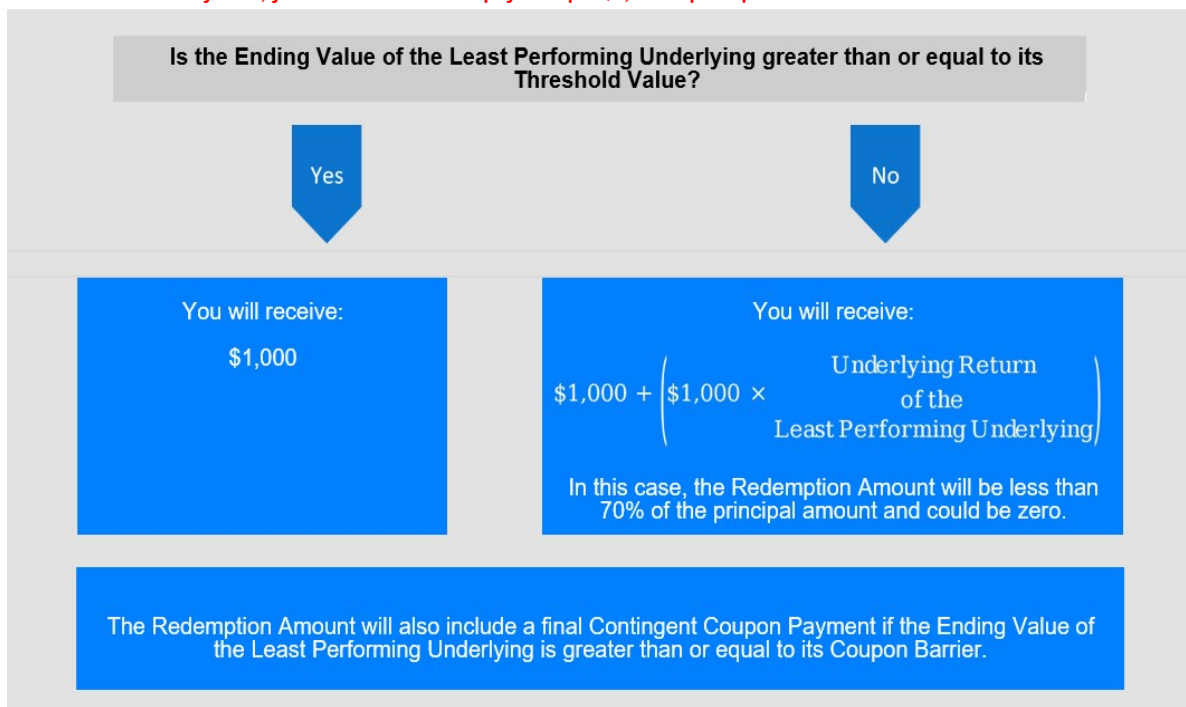 Is the Ending Value of the Least Performing Underlying greater than or equal to its
Threshold Value?
Yes
No
You will receive:
$1,000
You will receive:
$1,000 + ($1,000 × Underlying Return
of the
Least Performing Underlying)
In this case, the Redemption Amount will be less than
70% of the principal amount and could be zero.
The Redemption Amount will also include a final Contingent Coupon Payment if the Ending Value of
the Least Performing Underlying is greater than or equal to its Coupon Barrier.